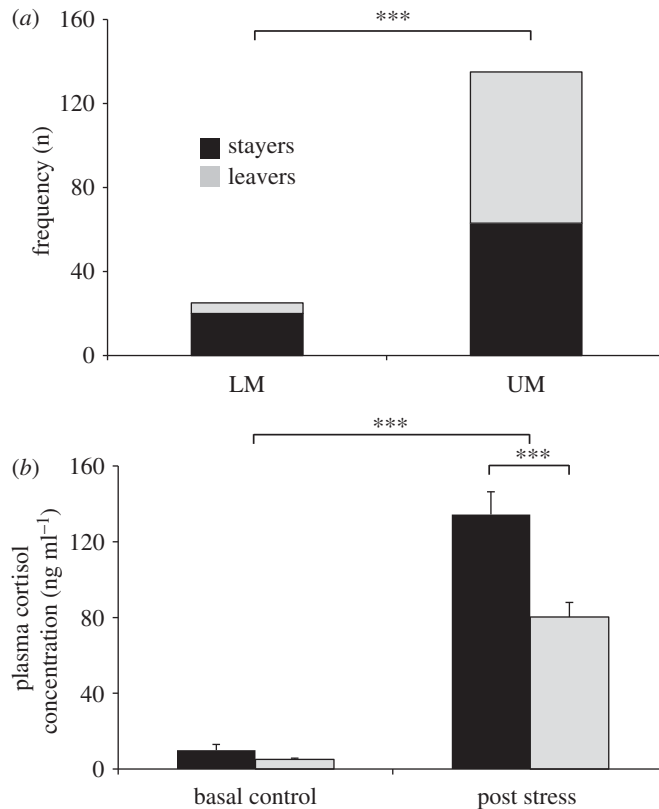 (a)
160
***
120
stayers
leavers
80
40
0
frequency (n)
LM
UM
(b)
***
160
***
120
80
40
0
plasma cortisol
concentration (ng ml⁻¹)
basal control
post stress